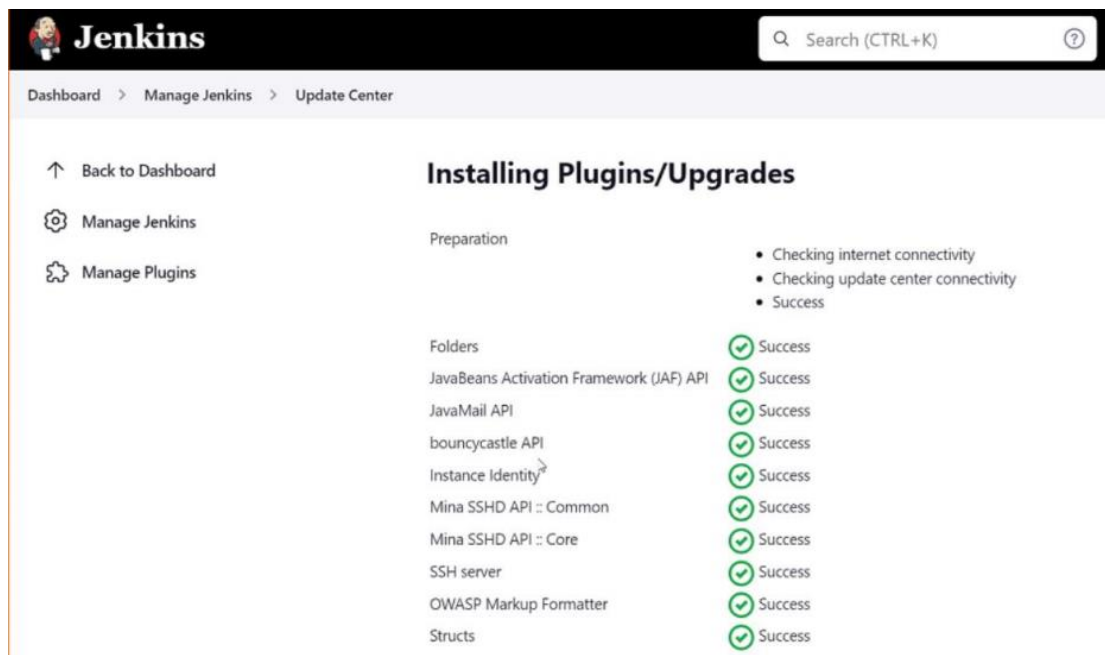 Jenkins
Search (CTRL+K)
Dashboard > Manage Jenkins > Update Center
Back to Dashboard
Manage Jenkins
Manage Plugins
Installing Plugins/Upgrades
Preparation
Checking internet connectivity
Checking update center connectivity
Success
Folders Success
JavaBeans Activation Framework (JAF) API Success
JavaMail API Success
bouncycastle API Success
Instance Identity Success
Mina SSHD API :: Common Success
Mina SSHD API :: Core Success
SSH server Success
OWASP Markup Formatter Success
Structs Success